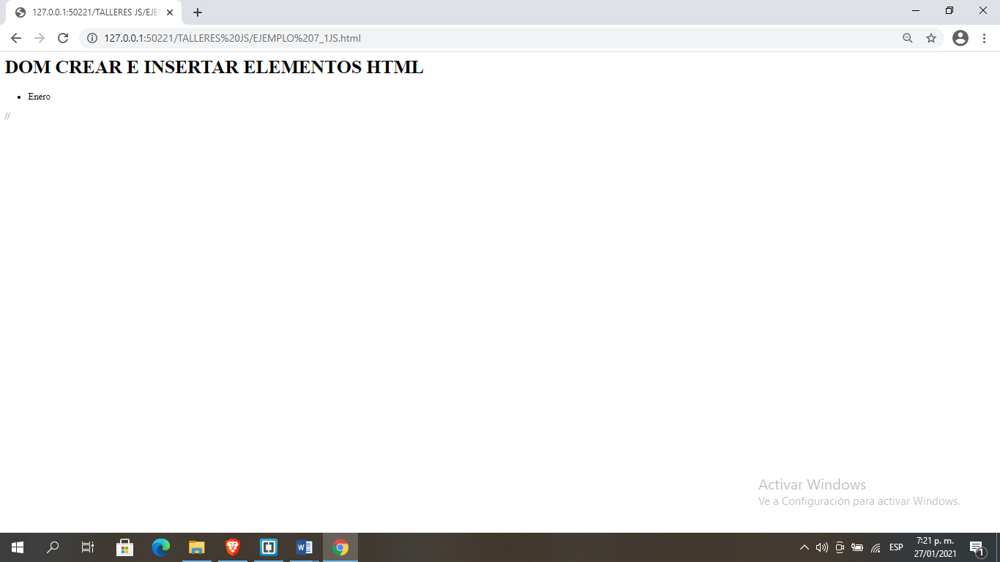 127.0.0.1:50221/TALLERES JS/EJE
127.0.0.1:50221/TALLERES%20JS/EJEMPLO%207_1JS.html
DOM CREAR E INSERTAR ELEMENTOS HTML
• Enero
//
Activar Windows
Ve a Configuración para activar Windows.
ESP
7:21 p. m.
27/01/2021
1